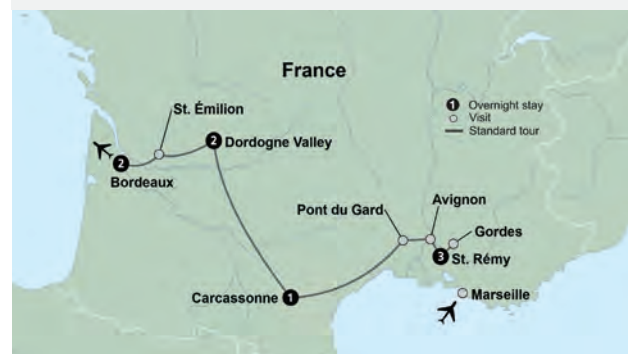 France
1 Overnight stay
Visit
Standard tour
St. Émilion
2 Dordogne Valley
2
Bordeaux
Avignon
Pont du Gard
Gordes
3 St. Rémy
Carcassonne 1
Marseille